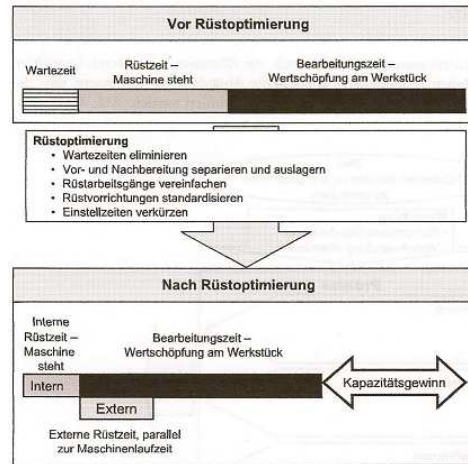 Vor Rüstoptimierung
Wartezeit
Rüstzeit –
Maschine steht
Bearbeitungszeit –
Wertschöpfung am Werkstück
Rüstoptimierung
• Wartezeiten eliminieren
• Vor- und Nachbereitung separieren und auslagern
• Rüstarbeitsgänge vereinfachen
• Rüstvorrichtungen standardisieren
• Einstellzeiten verkürzen
Nach Rüstoptimierung
Interne
Rüstzeit –
Maschine
steht
Bearbeitungszeit –
Wertschöpfung am Werkstück
Intern
Kapazitätsgewinn
Extern
Externe Rüstzeit, parallel
zur Maschinenlaufzeit